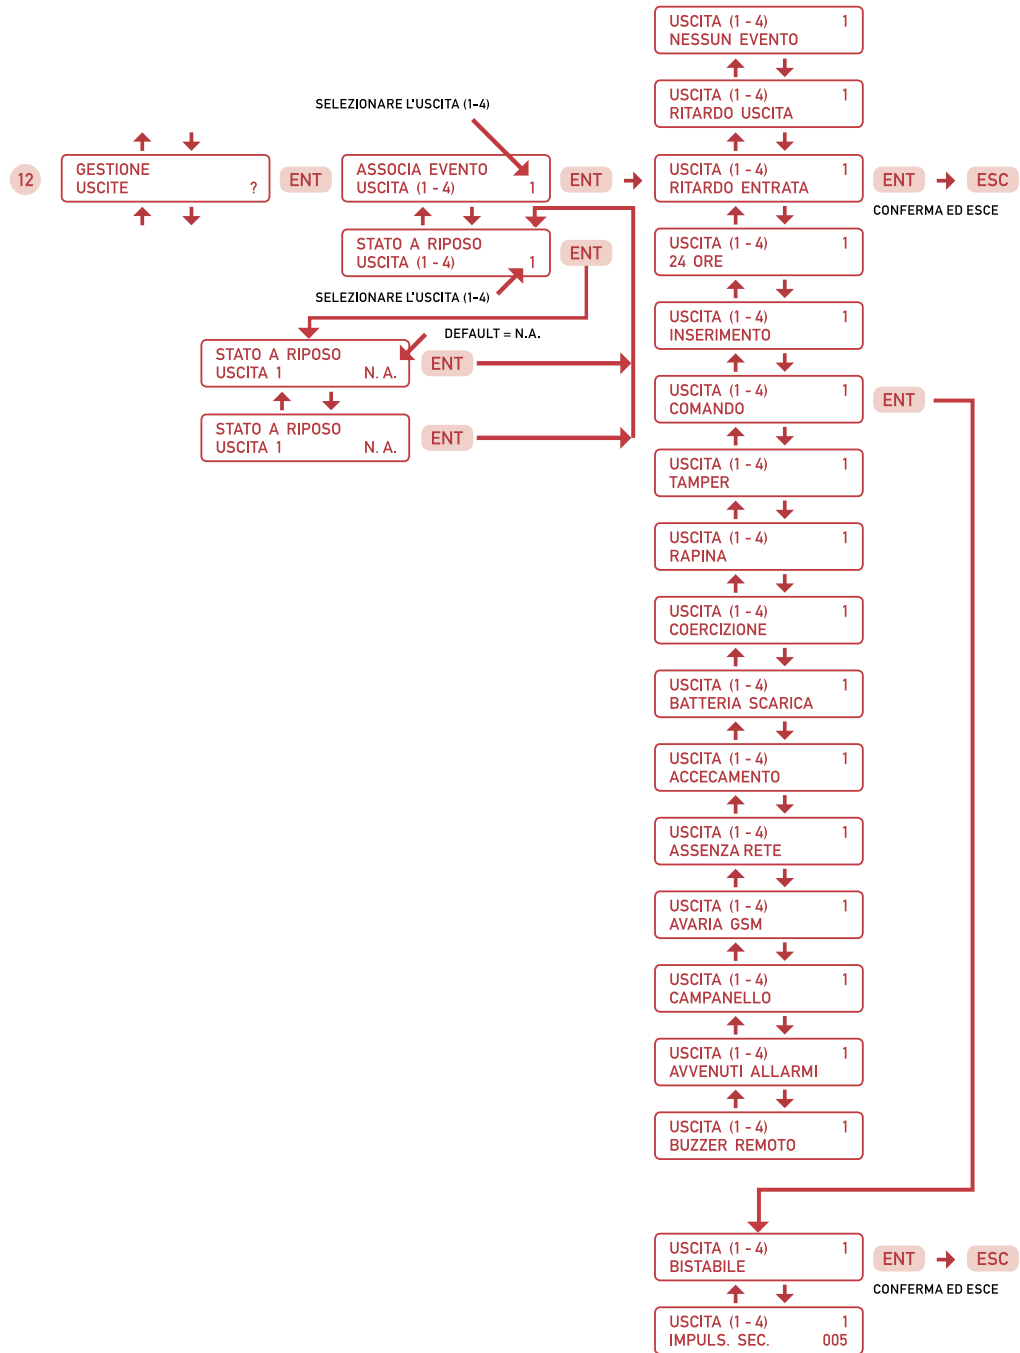 USCITA (1 - 4) 1
NESSUN EVENTO
USCITA (1 - 4) 1
RITARDO USCITA
SELEZIONARE L'USCITA (1-4)
12
GESTIONE
USCITE ?
ENT
ASSOCIA EVENTO
USCITA (1 - 4) 1
ENT
USCITA (1 - 4) 1
RITARDO ENTRATA
ENT
ESC
CONFERMA ED ESCE
STATO A RIPOSO
USCITA (1 - 4) 1
ENT
SELEZIONARE L'USCITA (1-4)
USCITA (1 - 4) 1
24 ORE
DEFAULT = N.A.
USCITA (1 - 4) 1
INSERIMENTO
STATO A RIPOSO
USCITA 1 N. A.
ENT
USCITA (1 - 4) 1
COMANDO
ENT
STATO A RIPOSO
USCITA 1 N. A.
ENT
USCITA (1 - 4) 1
TAMPER
USCITA (1 - 4) 1
RAPINA
USCITA (1 - 4) 1
COERCIZIONE
USCITA (1 - 4) 1
BATTERIA SCARICA
USCITA (1 - 4) 1
ACCECAMENTO
USCITA (1 - 4) 1
ASSENZA RETE
USCITA (1 - 4) 1
AVARIA GSM
USCITA (1 - 4) 1
CAMPANELLO
USCITA (1 - 4) 1
AVVENUTI ALLARMI
USCITA (1 - 4) 1
BUZZER REMOTO
USCITA (1 - 4) 1
BISTABILE
ENT
ESC
CONFERMA ED ESCE
USCITA (1 - 4) 1
IMPULS. SEC. 005